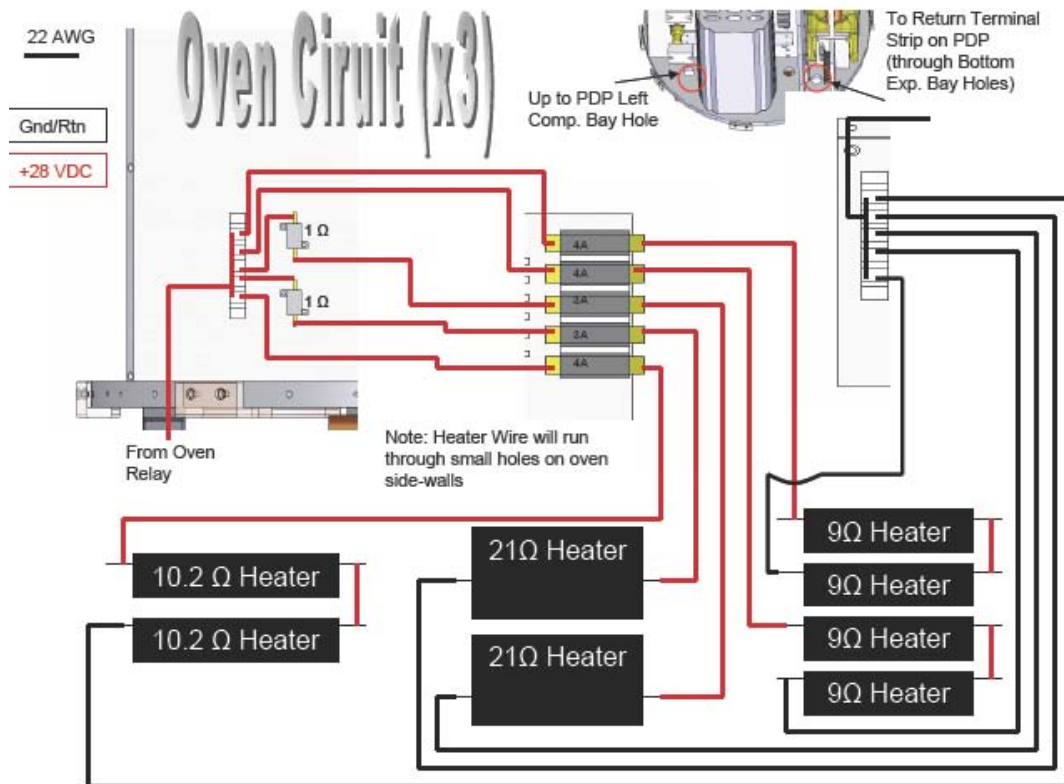 22 AWG
Gnd/Rtn
+28 VDC
Oven Ciruit (x3)
Up to PDP Left
Comp. Bay Hole
To Return Terminal
Strip on PDP
(through Bottom
Exp. Bay Holes)
1 Ω
1 Ω
4A
4A
3A
3A
4A
From Oven
Relay
Note: Heater Wire will run
through small holes on oven
side-walls
10.2 Ω Heater
10.2 Ω Heater
21Ω Heater
21Ω Heater
9Ω Heater
9Ω Heater
9Ω Heater
9Ω Heater